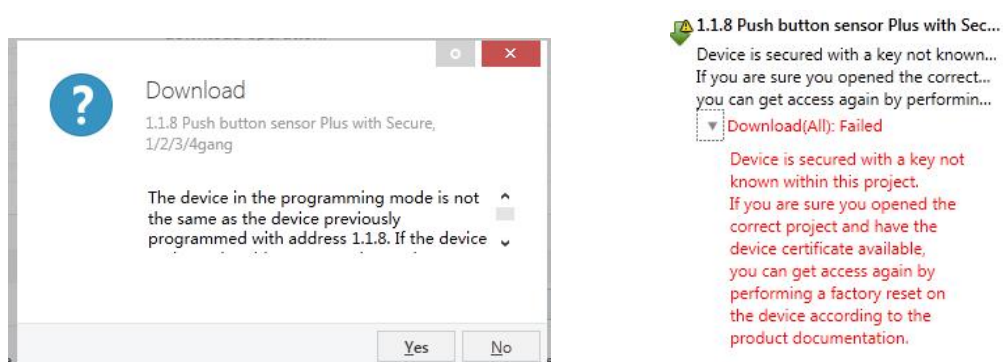 Download
1.1.8 Push button sensor Plus with Secure,
1/2/3/4gang
The device in the programming mode is not
the same as the device previously
programmed with address 1.1.8. If the device
Yes
No
1.1.8 Push button sensor Plus with Sec...
Device is secured with a key not known...
If you are sure you opened the correct...
you can get access again by performin...
Download(All): Failed
Device is secured with a key not
known within this project.
If you are sure you opened the
correct project and have the
device certificate available,
you can get access again by
performing a factory reset on
the device according to the
product documentation.